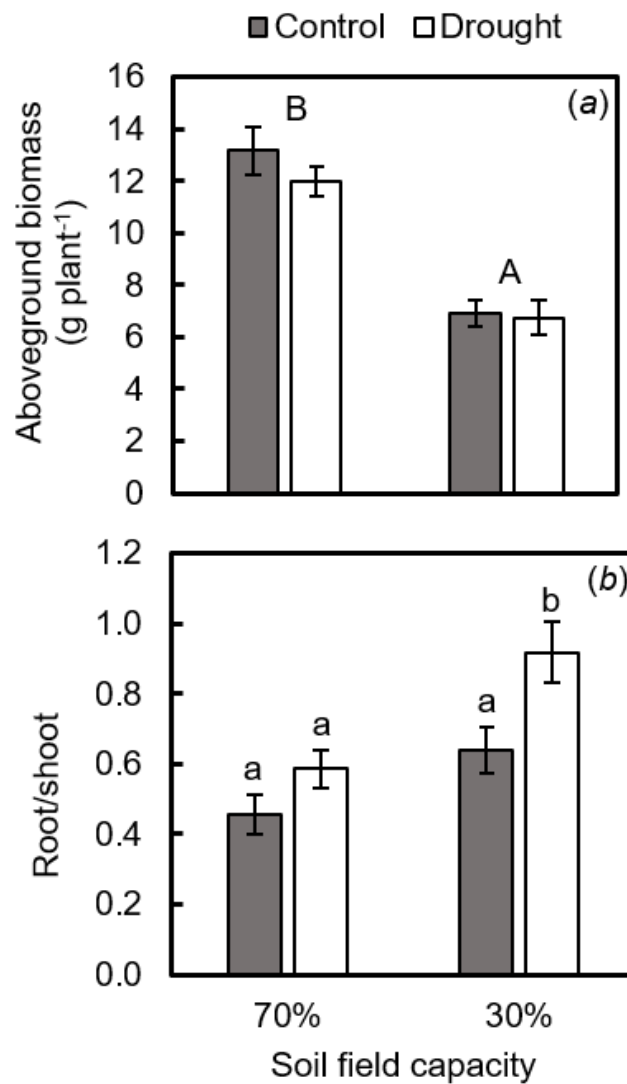 Control Drought
Aboveground biomass
(g plant⁻¹)
16
14
12
10
8
6
4
2
0
B
A
(a)
Root/shoot
1.2
1.0
0.8
0.6
0.4
0.2
0.0
a
a
a
b
(b)
70% 30%
Soil field capacity